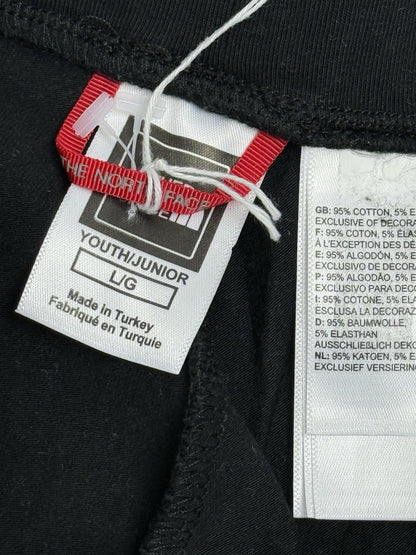 THE NORTH FACE
YOUTH/JUNIOR
L/G
Made in Turkey
Fabriqué en Turquie
GB: 95% COTTON, 5% E
EXCLUSIVE OF DECORA
F: 95% COTON, 5% ÉLAS
À L'EXCEPTION DES DÉ
E: 95% ALGODÓN, 5% E
EXCLUSIVO DE DECORA
P: 95% ALGODÃO, 5% E
EXCLUSIVO PARA DECO
I: 95% COTONE, 5% ELA
ESCLUSA LA DECORAZ
D: 95% BAUMWOLLE,
5% ELASTHAN
AUSSCHLIEßLICH DEKO
NL: 95% KATOEN, 5% E
EXCLUSIEF VERSIERIN